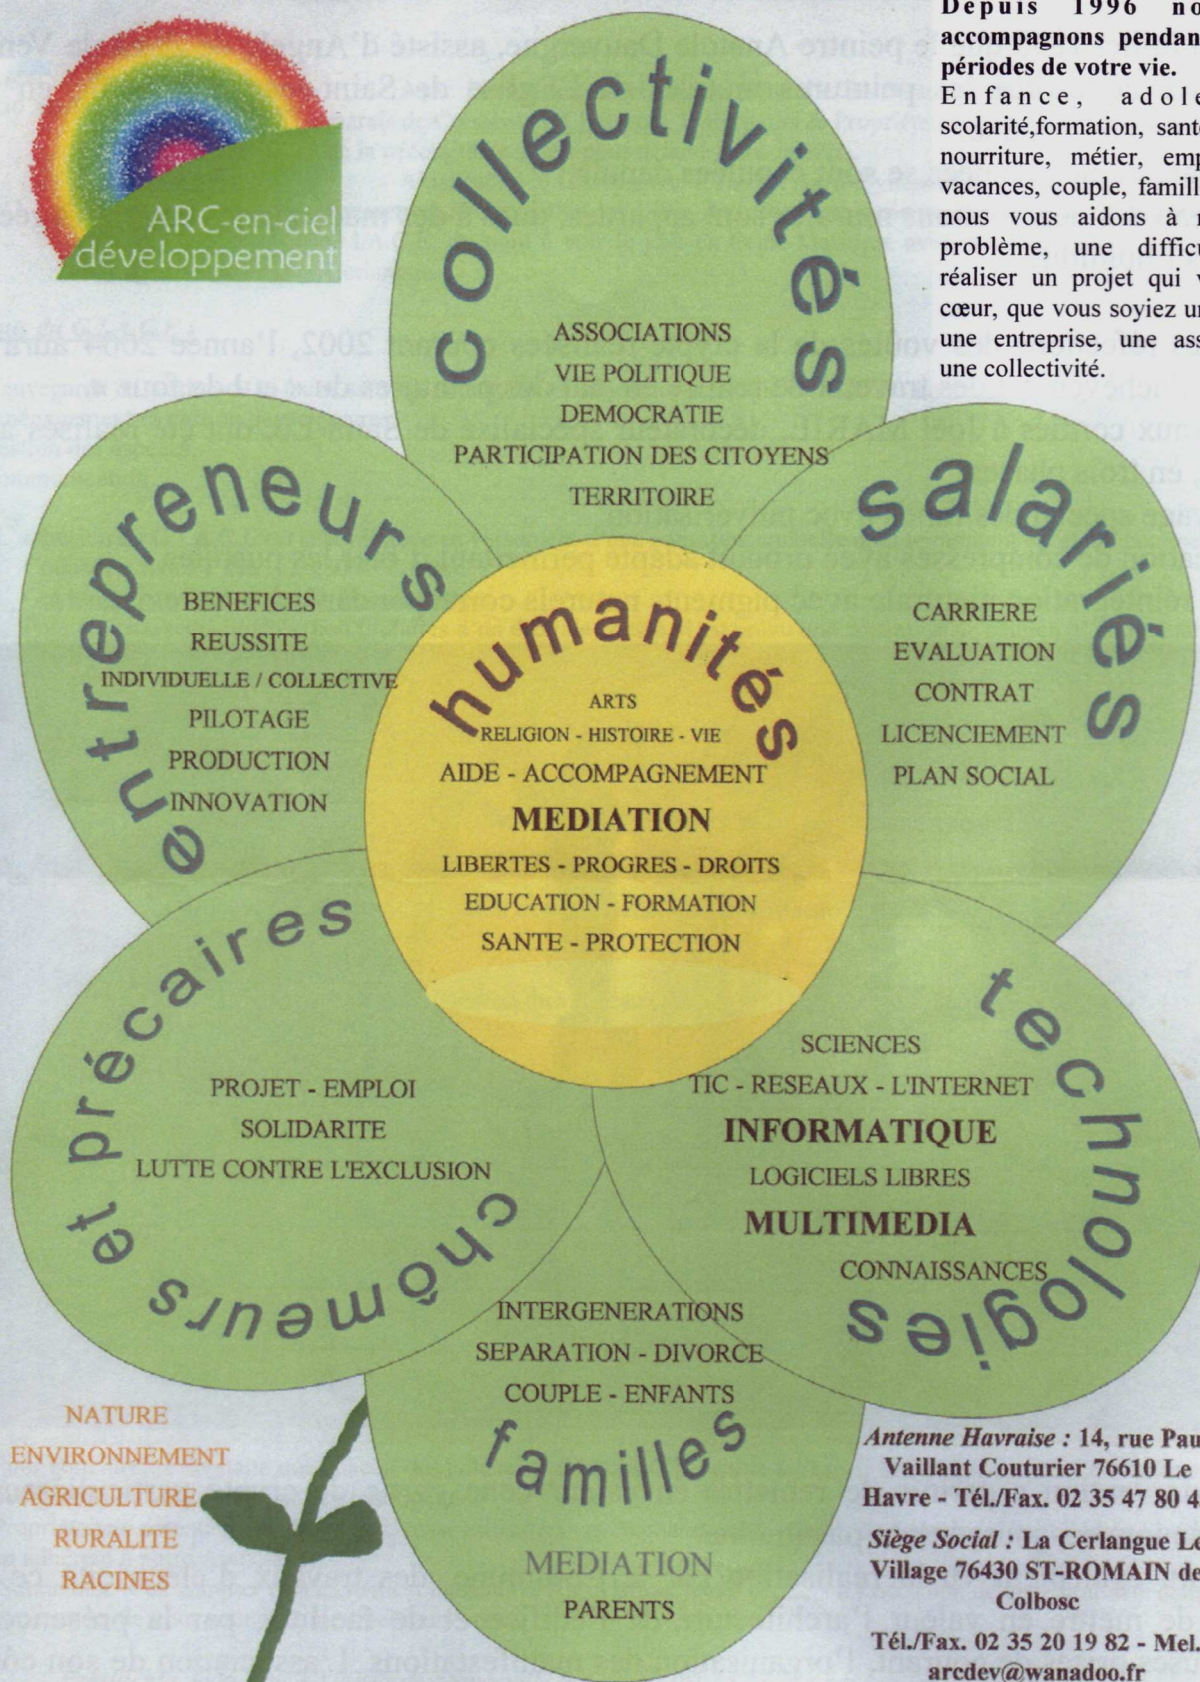 ARC-en-ciel
développement
Depuis 1996
accompagnons
périodes de votre vie.
Enfance,
scolarité,formation,
nourriture, métier,
vacances, couple,
nous vous aidons à
problème, une
réaliser un projet qui
cœur, que vous soyiez
une entreprise, une
une collectivité.
collectivités
ASSOCIATIONS
VIE POLITIQUE
DEMOCRATIE
PARTICIPATION DES CITOYENS
TERRITOIRE
entrepreneurs
BENEFICES
REUSSITE
INDIVIDUELLE / COLLECTIVE
PILOTAGE
PRODUCTION
INNOVATION
humanités
ARTS
RELIGION - HISTOIRE - VIE
AIDE - ACCOMPAGNEMENT
MEDIATION
LIBERTES - PROGRES - DROITS
EDUCATION - FORMATION
SANTE - PROTECTION
salariés
CARRIERE
EVALUATION
CONTRAT
LICENCIEMENT
PLAN SOCIAL
chômeurs et précaires
PROJET - EMPLOI
SOLIDARITE
LUTTE CONTRE L'EXCLUSION
technologies
SCIENCES
TIC - RESEAUX - L'INTERNET
INFORMATIQUE
LOGICIELS LIBRES
MULTIMEDIA
CONNAISSANCES
INTERGENERATIONS
SEPARATION - DIVORCE
COUPLE - ENFANTS
familles
MEDIATION
PARENTS
NATURE
ENVIRONNEMENT
AGRICULTURE
RURALITE
RACINES
Antenne Havraise : 14, rue
Vaillant Couturier 76610 Le
Havre - Tél./Fax. 02 35 47 80
Siège Social : La Cerlangue Le
Village 76430 ST-ROMAIN de
Colbosc
Tél./Fax. 02 35 20 19 82 - Mel.
arcdev@wanadoo.fr